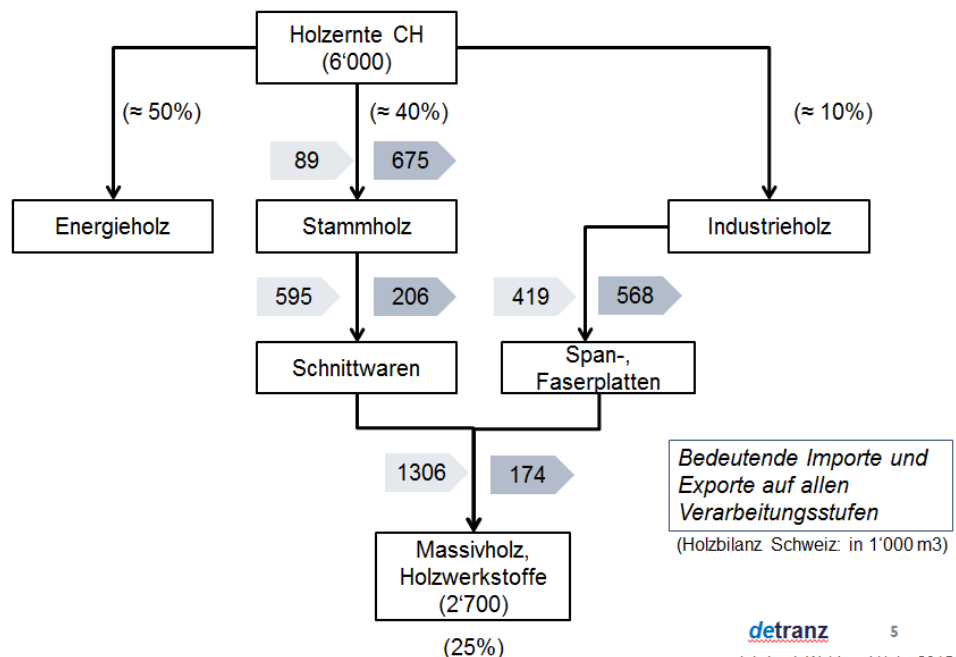 Holzernte CH
(6‘000)
(≈ 50%)
(≈ 40%)
(≈ 10%)
89
675
Energieholz
Stammholz
Industrieholz
595
206
419
568
Schnittwaren
Span-,
Faserplatten
1306
174
Bedeutende Importe und
Exporte auf allen
Verarbeitungsstufen
(Holzbilanz Schweiz: in 1‘000 m3)
Massivholz,
Holzwerkstoffe
(2‘700)
(25%)
detranz
5